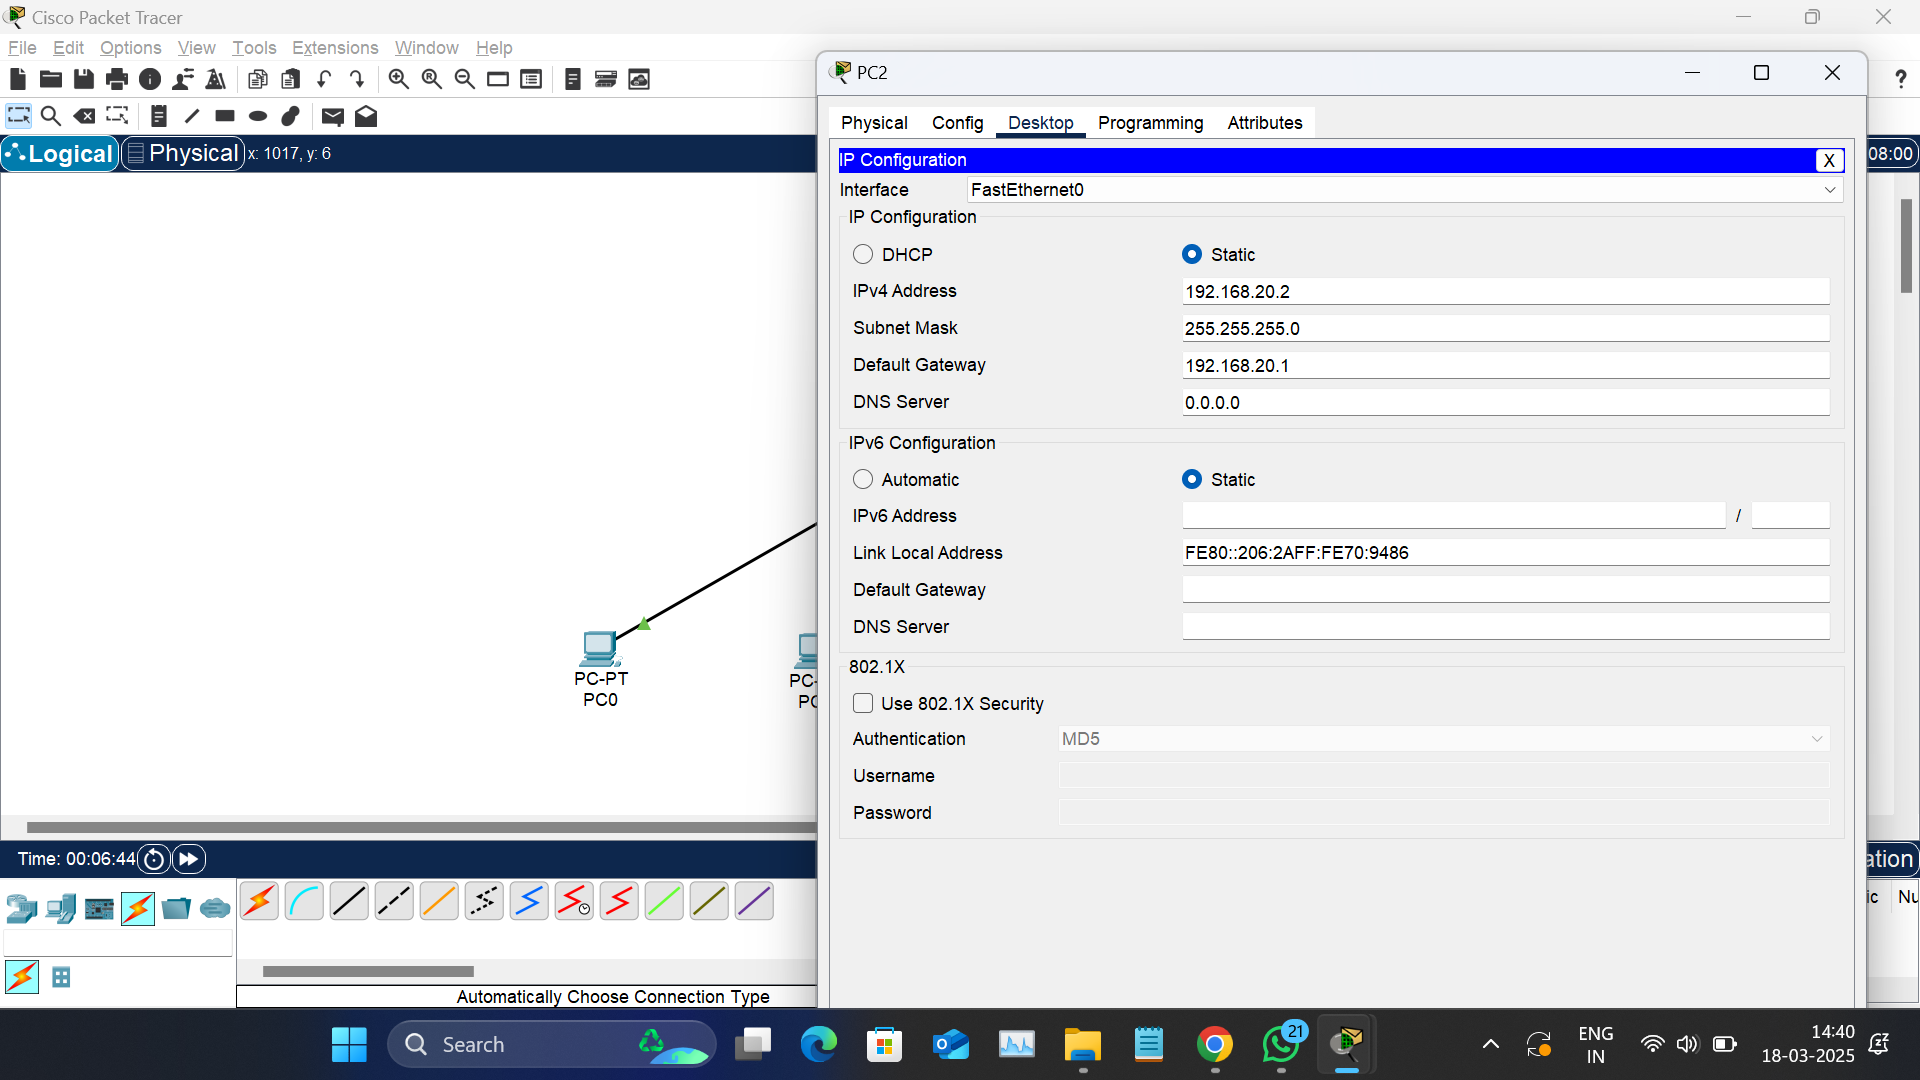 Cisco Packet Tracer
File Edit Options View Tools Extensions Window Help
PC2
?
Physical Config Desktop Programming Attributes
Logical Physical x: 1017, y: 6
08:00
IP Configuration X
Interface FastEthernet0
IP Configuration
DHCP Static
IPv4 Address 192.168.20.2
Subnet Mask 255.255.255.0
Default Gateway 192.168.20.1
DNS Server 0.0.0.0
IPv6 Configuration
Automatic Static
IPv6 Address /
Link Local Address FE80::206:2AFF:FE70:9486
Default Gateway
DNS Server
802.1X
Use 802.1X Security
Authentication MD5
Username
Password
PC-PT
PC0
PC-
PC
Time: 00:06:44
ation
ic Nu
Automatically Choose Connection Type
Search
21
ENG
IN
14:40
18-03-2025